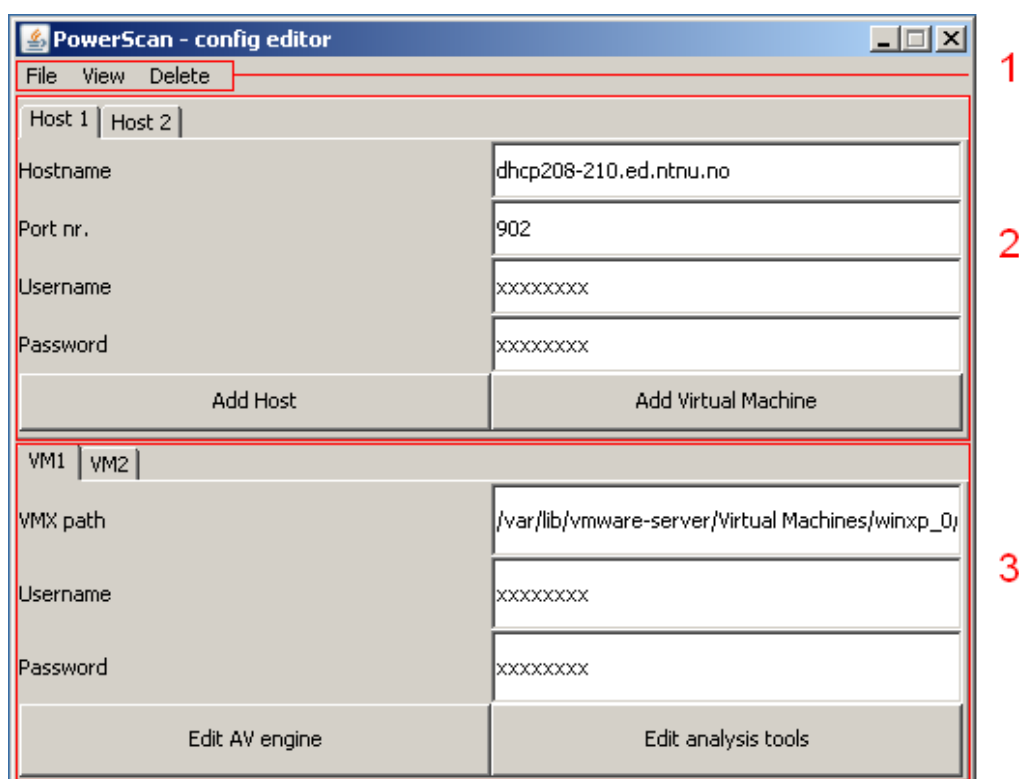 PowerScan - config editor
File View Delete
1
Host 1 Host 2
Hostname dhcp208-210.ed.ntnu.no
Port nr. 902
2
Username xxxxxxxx
Password xxxxxxxx
Add Host Add Virtual Machine
VM1 VM2
VMX path /var/lib/vmware-server/Virtual Machines/winxp_0/
3
Username xxxxxxxx
Password xxxxxxxx
Edit AV engine Edit analysis tools